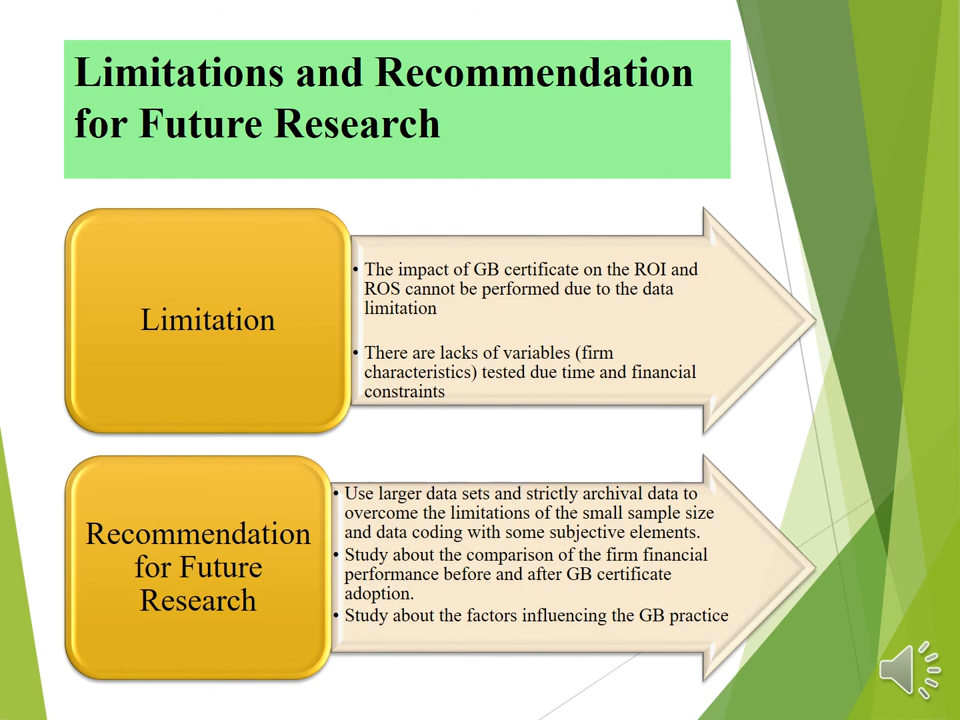 Limitations and Recommendation
for Future Research
Limitation
• The impact of GB certificate on the ROI and
ROS cannot be performed due to the data
limitation
• There are lacks of variables (firm
characteristics) tested due time and financial
constraints
Recommendation
for Future
Research
• Use larger data sets and strictly archival data to
overcome the limitations of the small sample size
and data coding with some subjective elements.
• Study about the comparison of the firm financial
performance before and after GB certificate
adoption.
• Study about the factors influencing the GB practice